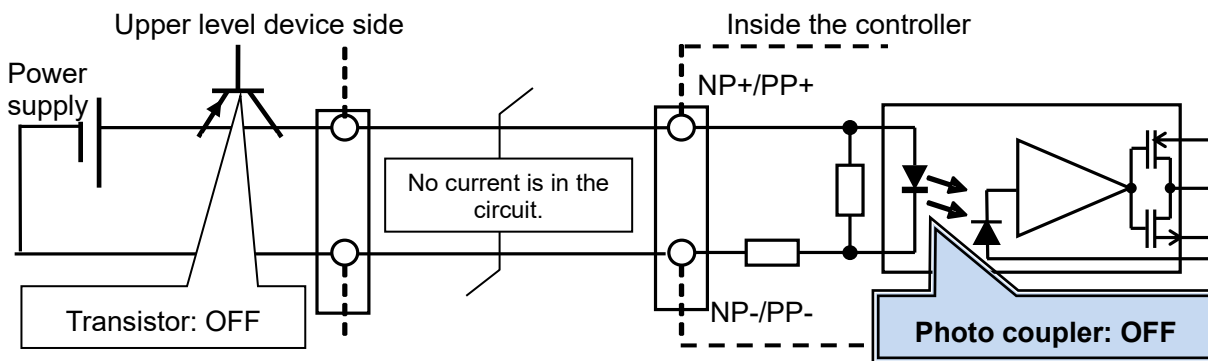 Upper level device side
Inside the controller
Power
supply
NP+/PP+
No current is in the
circuit.
Transistor: OFF
NP-/PP-
Photo coupler: OFF